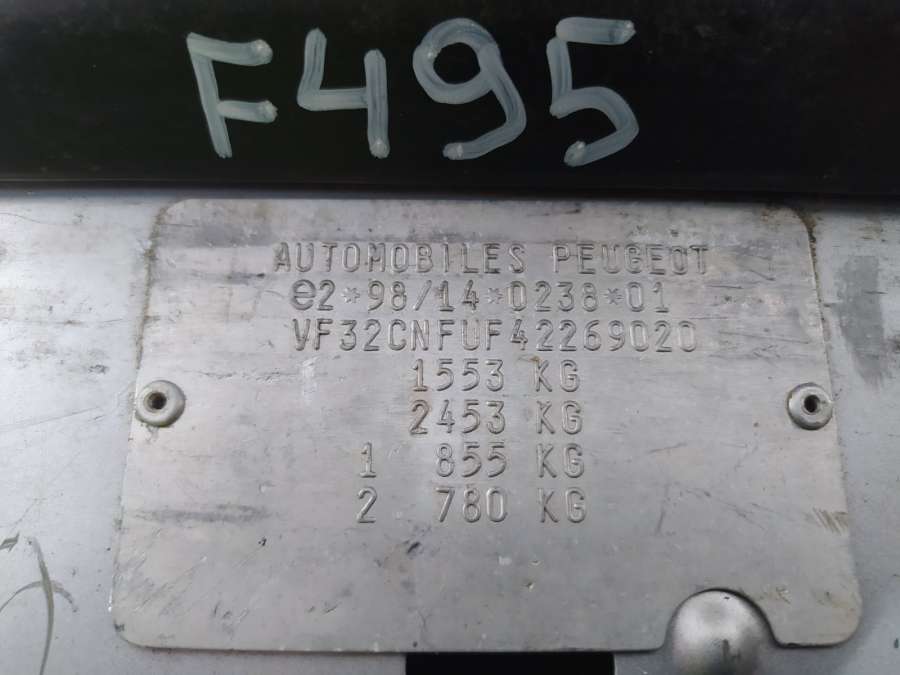 F495
AUTOMOBILES PEUGEOT
e2*98/14*0238*01
VF32CNFUF42269020
1553 KG
2453 KG
1 855 KG
2 780 KG